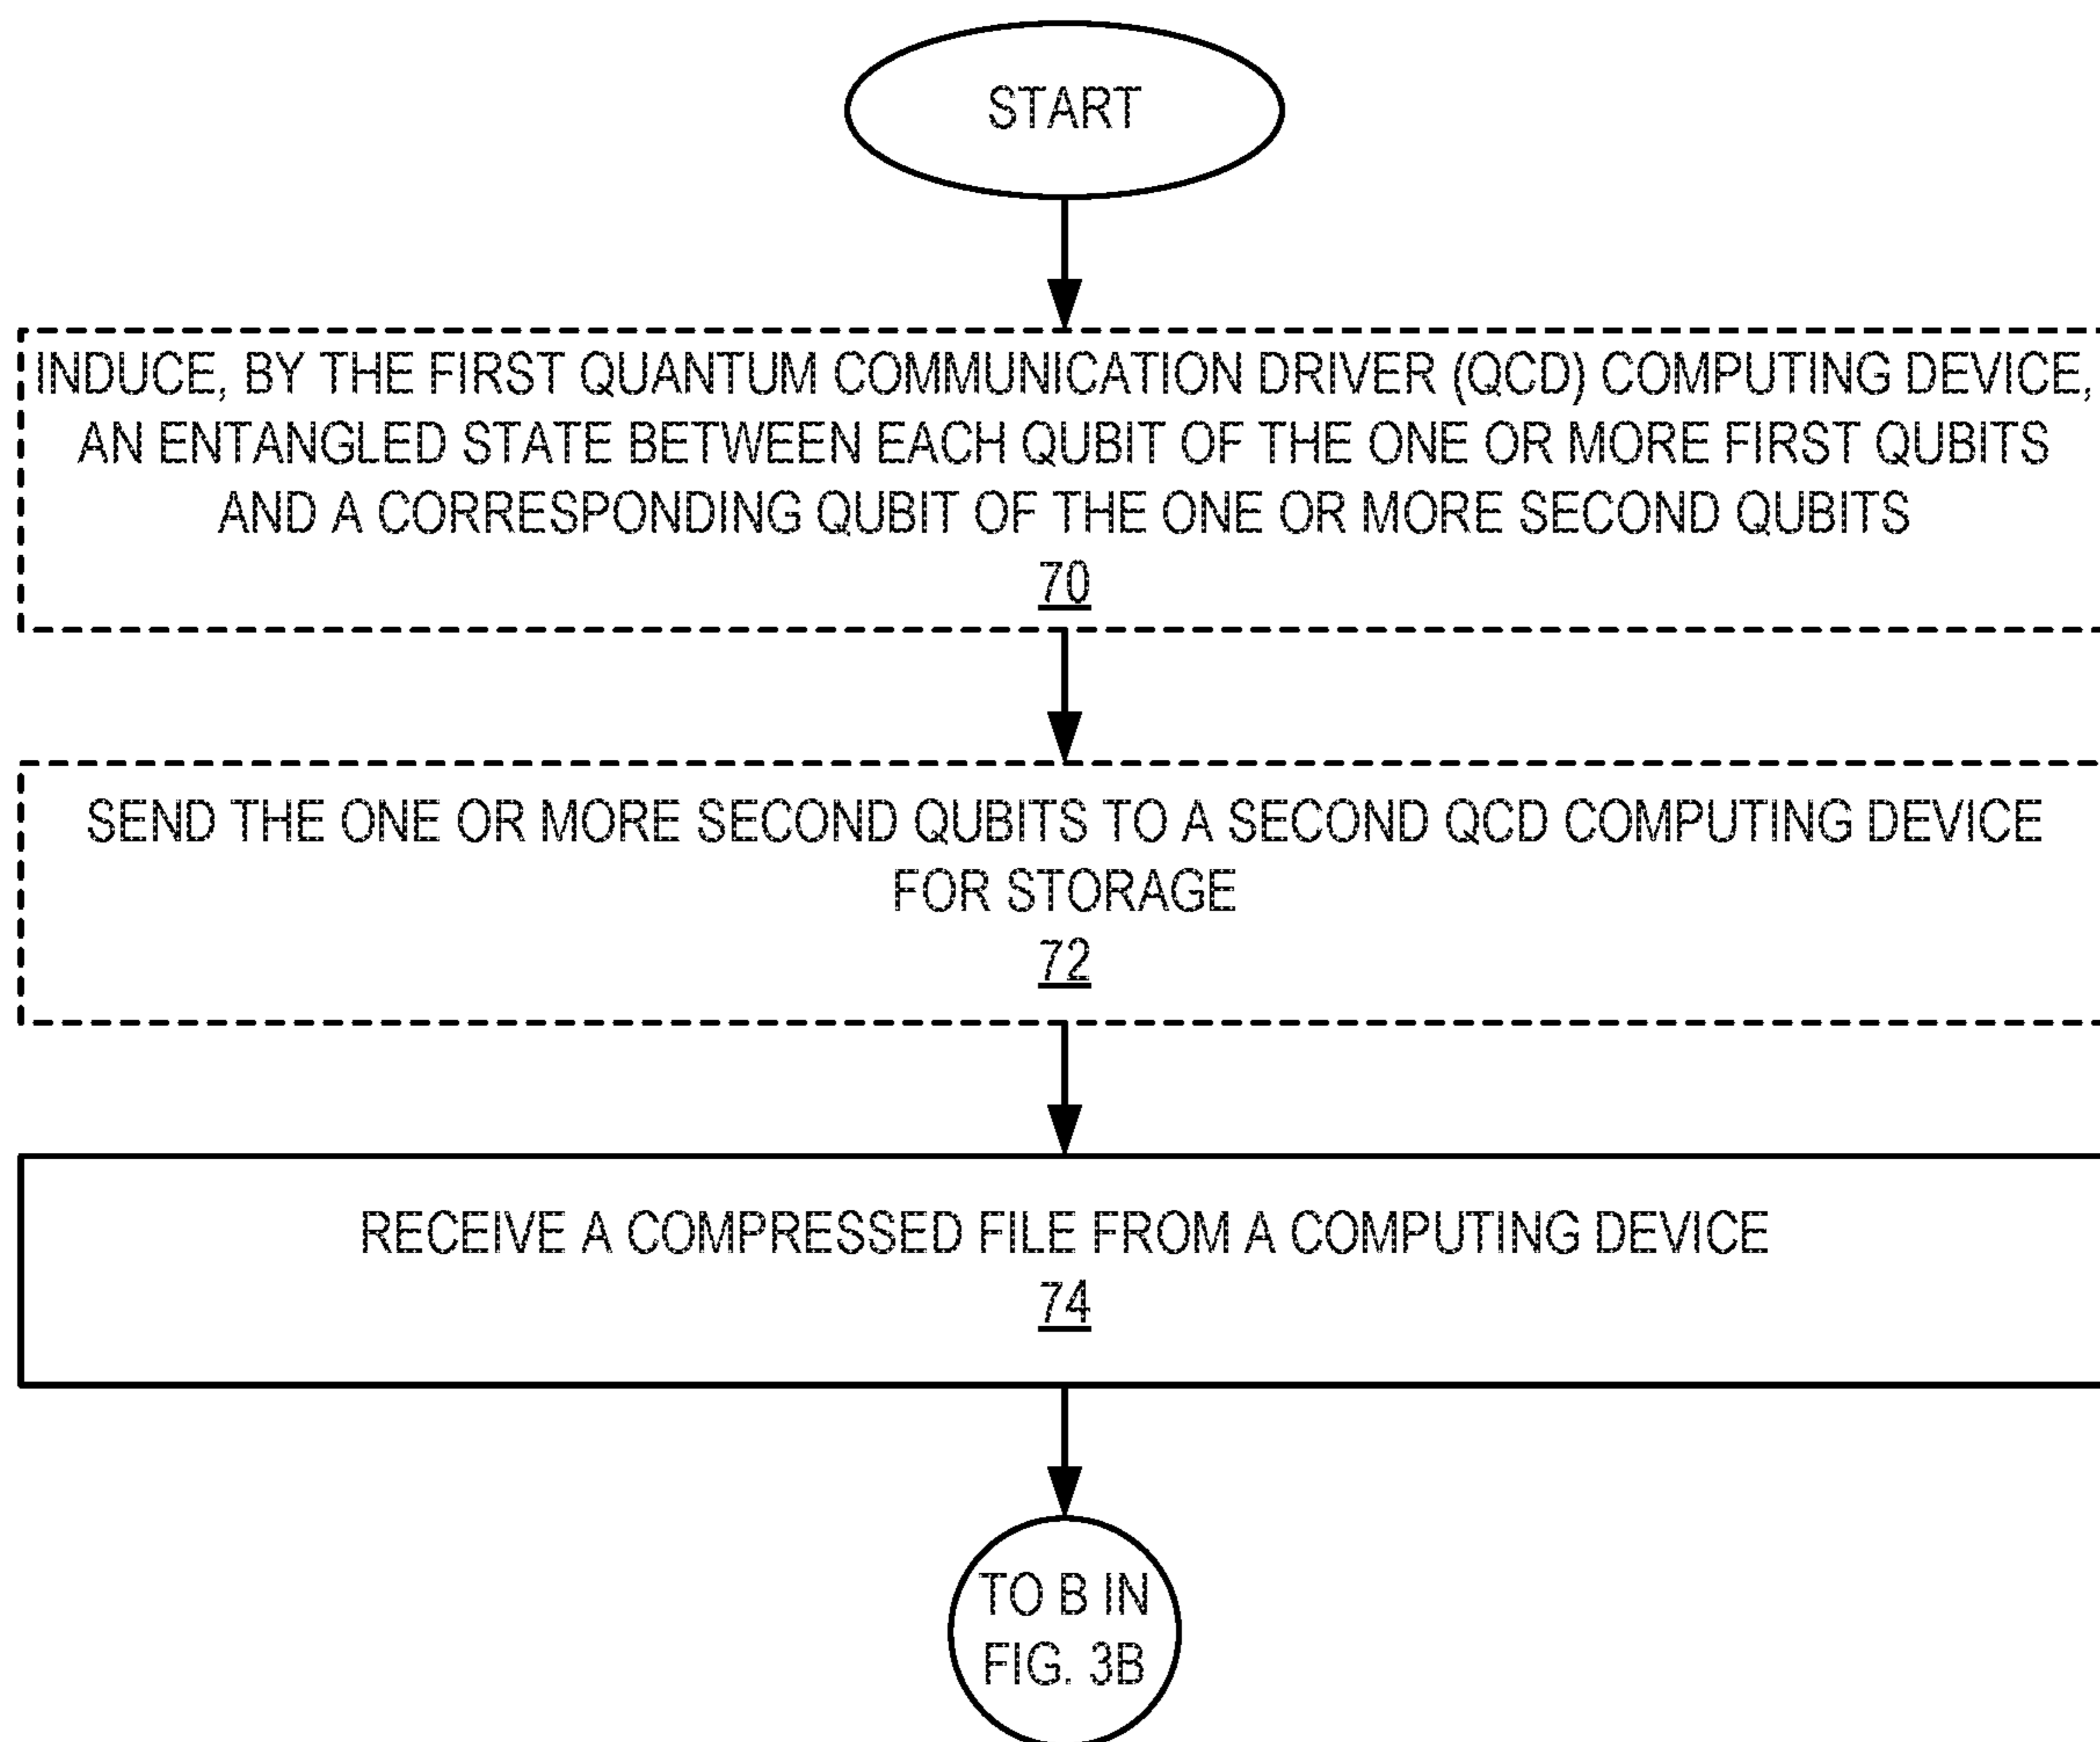 START
INDUCE, BY THE FIRST QUANTUM COMMUNICATION DRIVER (QCD) COMPUTING DEVICE,
AN ENTANGLED STATE BETWEEN EACH QUBIT OF THE ONE OR MORE FIRST QUBITS
AND A CORRESPONDING QUBIT OF THE ONE OR MORE SECOND QUBITS
70
SEND THE ONE OR MORE SECOND QUBITS TO A SECOND QCD COMPUTING DEVICE
FOR STORAGE
72
RECEIVE A COMPRESSED FILE FROM A COMPUTING DEVICE
74
TO B IN
FIG. 3B